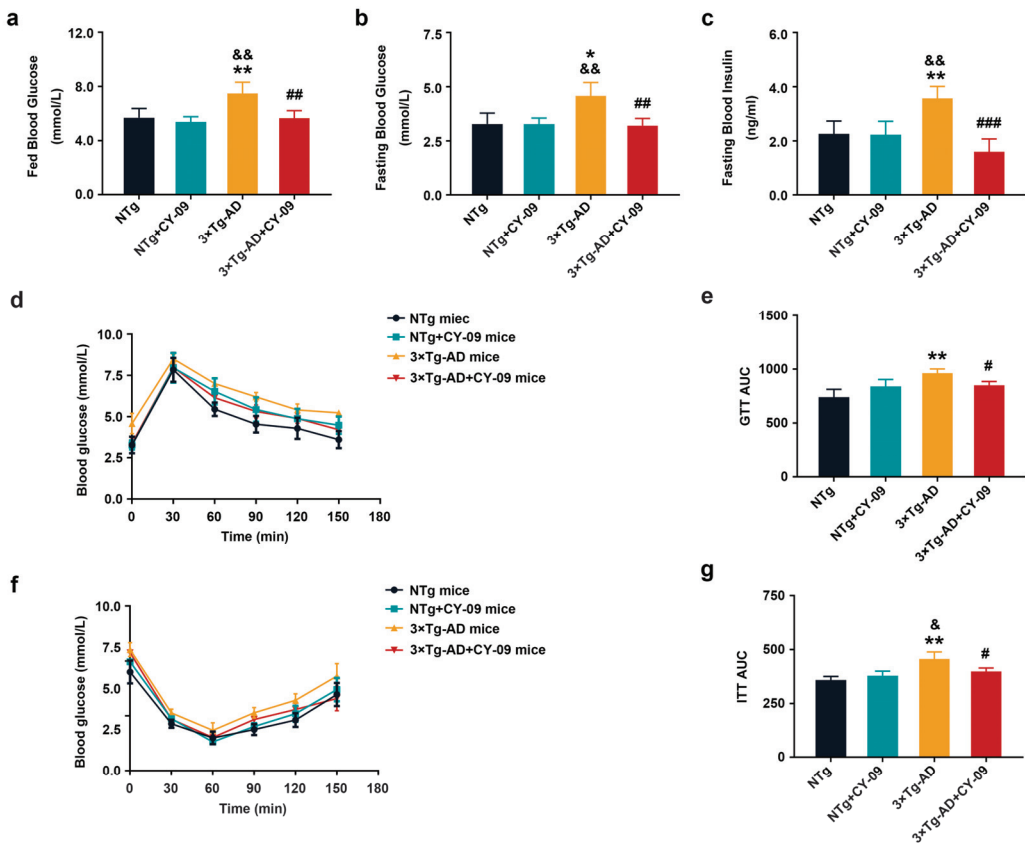 a
Fed Blood Glucose
(mmol/L)
12.0
8.0
4.0
0.0
&&
**
##
NTg
NTg+CY-09
3×Tg-AD
3×Tg-AD+CY-09
b
Fasting Blood Glucose
(mmol/L)
7.5
5.0
2.5
0.0
*
&&
##
NTg
NTg+CY-09
3×Tg-AD
3×Tg-AD+CY-09
c
Fasting Blood Insulin
(ng/ml)
6.0
4.0
2.0
0.0
&&
**
###
NTg
NTg+CY-09
3×Tg-AD
3×Tg-AD+CY-09
d
Blood glucose (mmol/L)
10.0
7.5
5.0
2.5
0.0
0 30 60 90 120 150 180
Time (min)
NTg miec
NTg+CY-09 mice
3×Tg-AD mice
3×Tg-AD+CY-09 mice
e
GTT AUC
1500
1000
500
0
**
#
NTg
NTg+CY-09
3×Tg-AD
3×Tg-AD+CY-09
f
Blood glucose (mmol/L)
10.0
7.5
5.0
2.5
0.0
0 30 60 90 120 150 180
Time (min)
NTg mice
NTg+CY-09 mice
3×Tg-AD mice
3×Tg-AD+CY-09 mice
g
ITT AUC
750
500
250
0
&
**
#
NTg
NTg+CY-09
3×Tg-AD
3×Tg-AD+CY-09